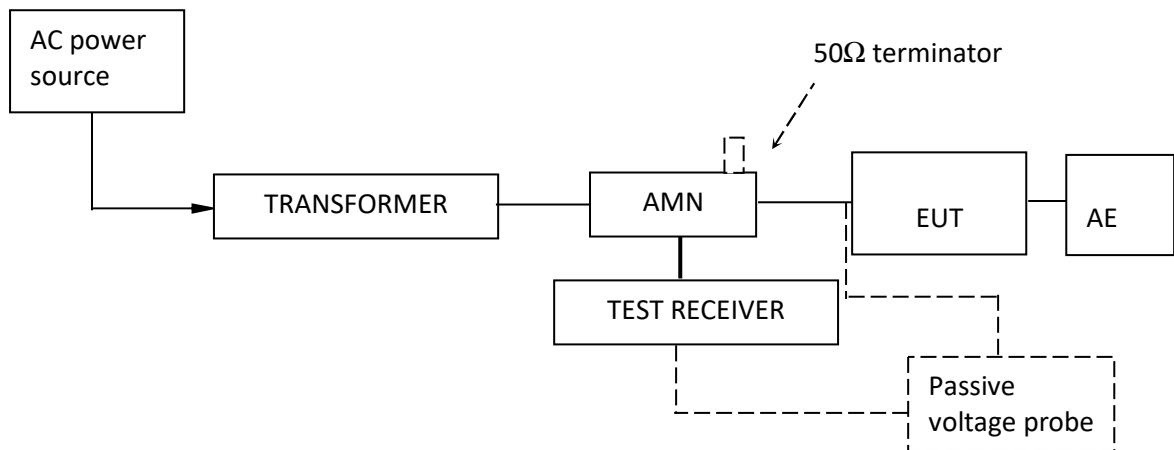 AC power
source
50Ω terminator
TRANSFORMER
AMN
EUT
AE
TEST RECEIVER
Passive
voltage probe